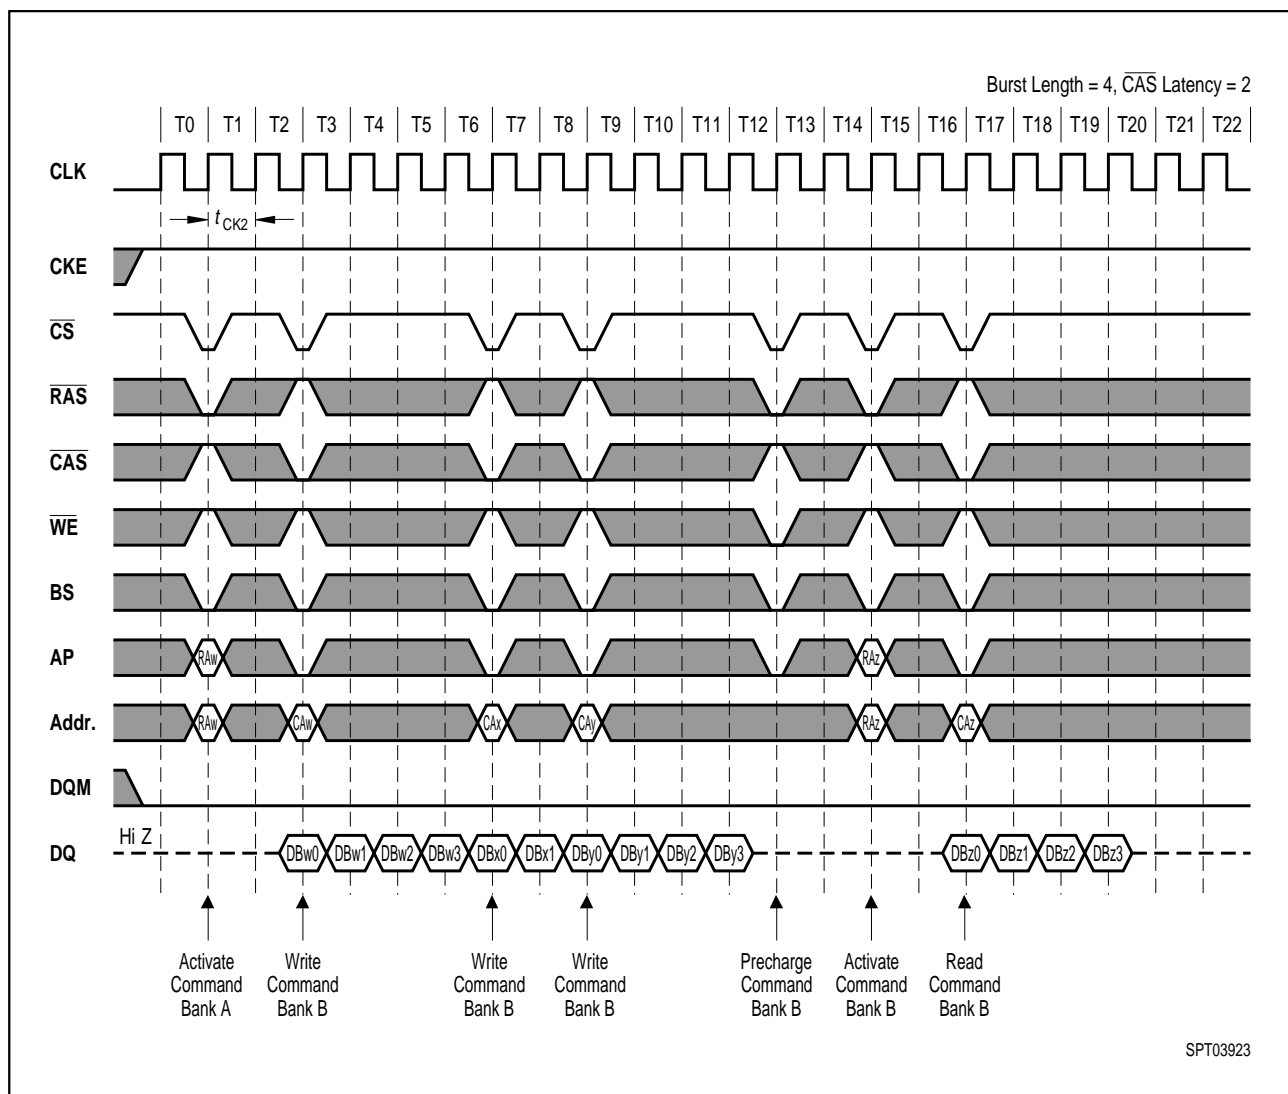 Burst Length = 4, CAS Latency = 2
T0 T1 T2 T3 T4 T5 T6 T7 T8 T9 T10 T11 T12 T13 T14 T15 T16 T17 T18 T19 T20 T21 T22
CLK
t CK2
CKE
CS
RAS
CAS
WE
BS
AP RAw RAz
Addr. RAw CAw CAx CAy RAz CAz
DQM
Hi Z
DQ DBw0 DBw1 DBw2 DBw3 DBx0 DBx1 DBy0 DBy1 DBy2 DBy3 DBz0 DBz1 DBz2 DBz3
Activate Write Write Write Precharge Activate Read
Command Command Command Command Command Command Command
Bank A Bank B Bank B Bank B Bank B Bank B Bank B
SPT03923